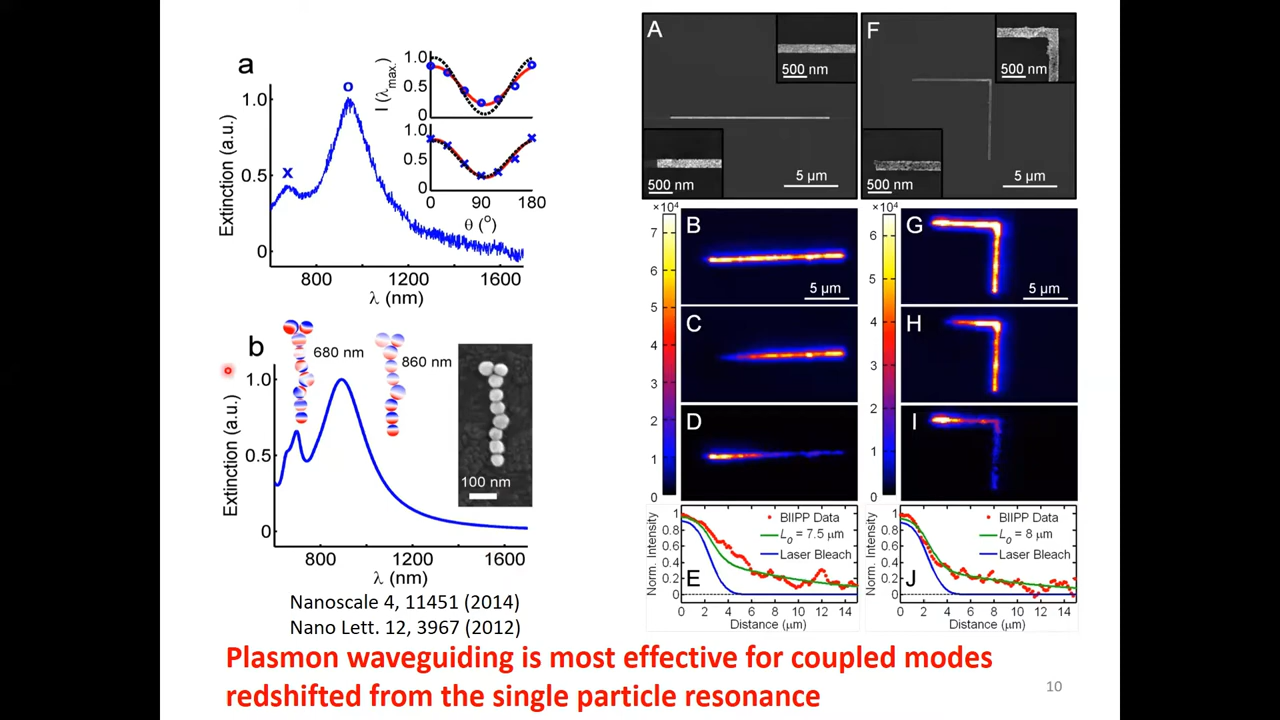 a
Extinction (a.u.)
1.0
0.5
0
x
o
800
1200
1600
λ (nm)
I (λmax.)
1.0
0.5
0
1.0
0.5
0
0
90
180
θ (°)
b
Extinction (a.u.)
1.0
0.5
0
680 nm
860 nm
100 nm
800
1200
1600
λ (nm)
Nanoscale 4, 11451 (2014)
Nano Lett. 12, 3967 (2012)
A
500 nm
500 nm
5 µm
F
500 nm
500 nm
5 µm
×10⁴
7
6
5
4
3
2
1
0
B
5 µm
C
D
×10⁴
6
5
4
3
2
1
0
G
5 µm
H
I
Norm. Intensity
1
0.8
0.6
0.4
0.2
0
BIIPP Data
Lo = 7.5 µm
Laser Bleach
E
0 2 4 6 8 10 12 14
Distance (µm)
Norm. Intensity
1
0.8
0.6
0.4
0.2
0
BIIPP Data
Lo = 8 µm
Laser Bleach
J
0 2 4 6 8 10 12 14
Distance (µm)
Plasmon waveguiding is most effective for coupled modes
redshifted from the single particle resonance
10